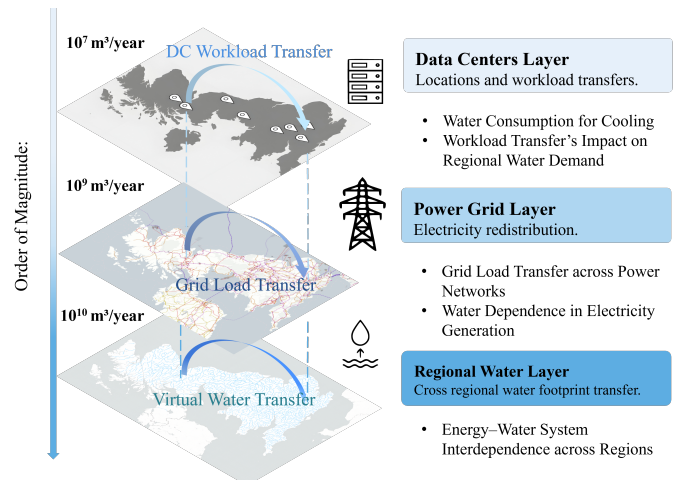 Order of Magnitude:
10⁷ m³/year
DC Workload Transfer
Data Centers Layer
Locations and workload transfers.
• Water Consumption for Cooling
• Workload Transfer’s Impact on
Regional Water Demand
10⁹ m³/year
Grid Load Transfer
Power Grid Layer
Electricity redistribution.
• Grid Load Transfer across Power
Networks
• Water Dependence in Electricity
Generation
10¹⁰ m³/year
Virtual Water Transfer
Regional Water Layer
Cross regional water footprint transfer.
• Energy–Water System
Interdependence across Regions